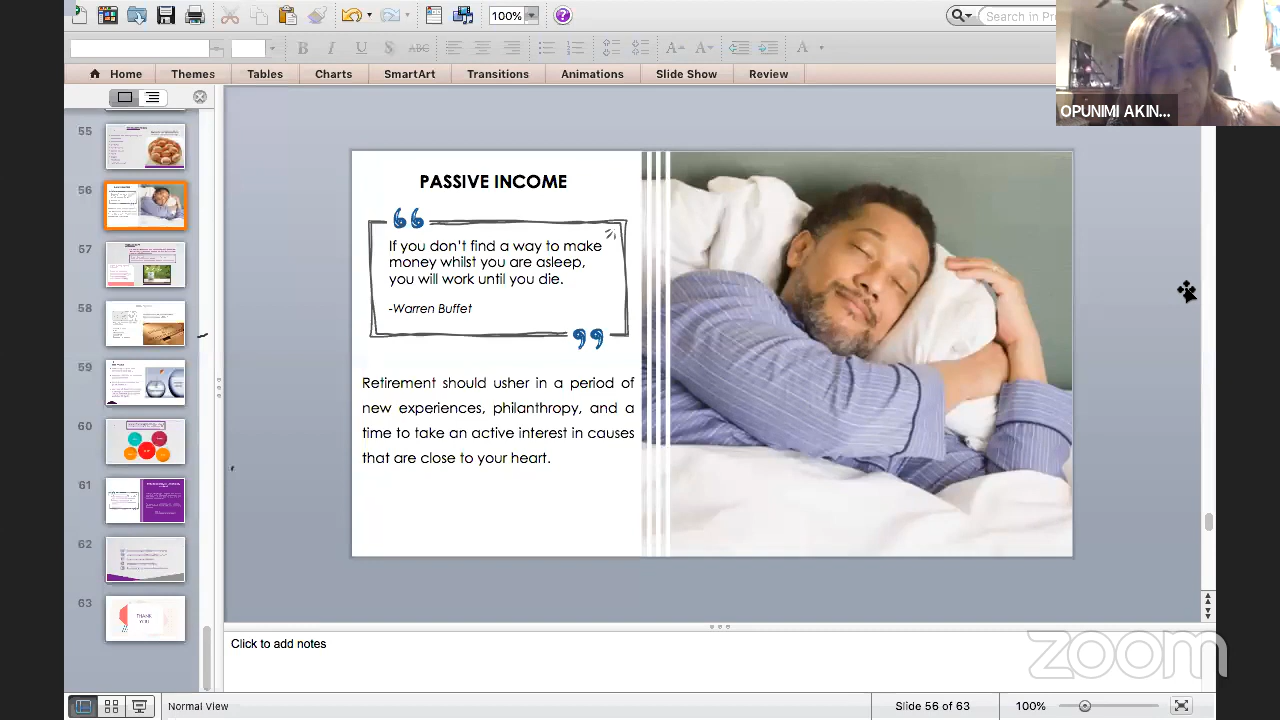 100%
Search in Pr
Home Themes Tables Charts SmartArt Transitions Animations Slide Show Review
OPUNIMI AKIN...
55
56
57
58
59
60
61
62
63
THANK
YOU
PASSIVE INCOME
If you don't find a way to make
money whilst you are asleep,
you will work until you die.
-Warren Buffet
Retirement should usher in a period of
new experiences, philanthropy, and a
time to take an active interest in causes
that are close to your heart.
Click to add notes
zoom
Normal View
Slide 56 of 63
100%